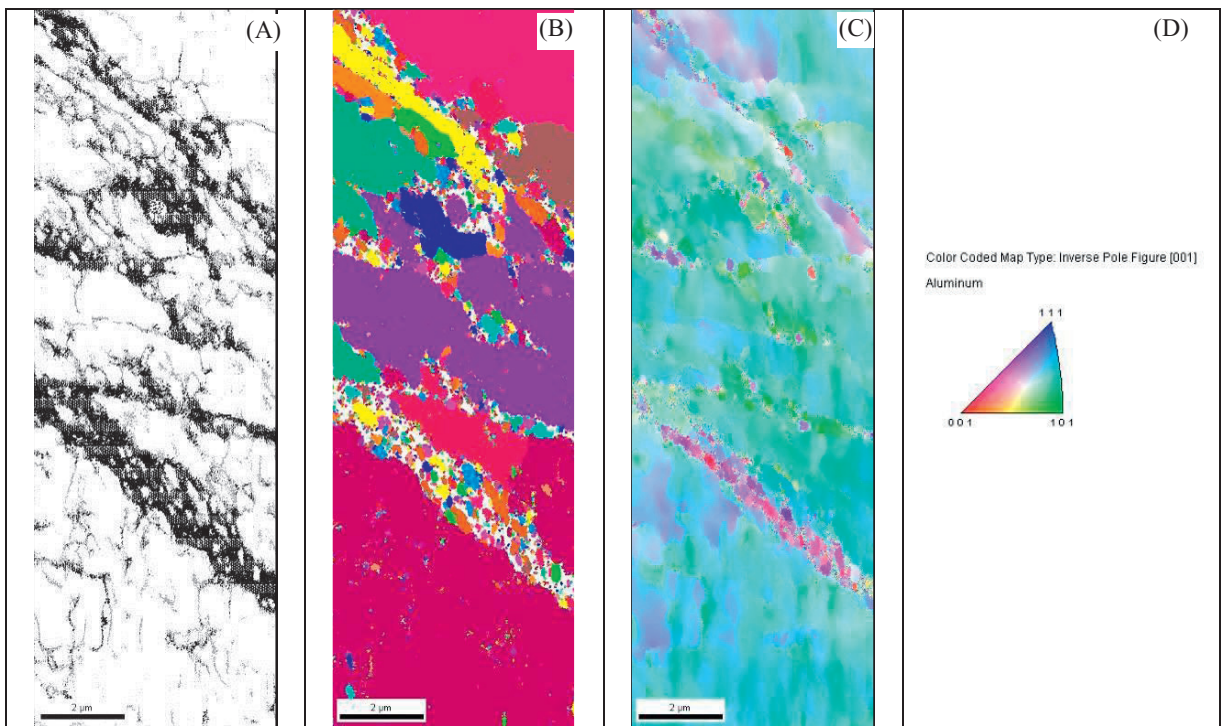 (A)
(B)
(C)
(D)
Color Coded Map Type: Inverse Pole Figure [001]
Aluminum
1 1 1
0 0 1
1 0 1
2 µm
2 µm
2 µm